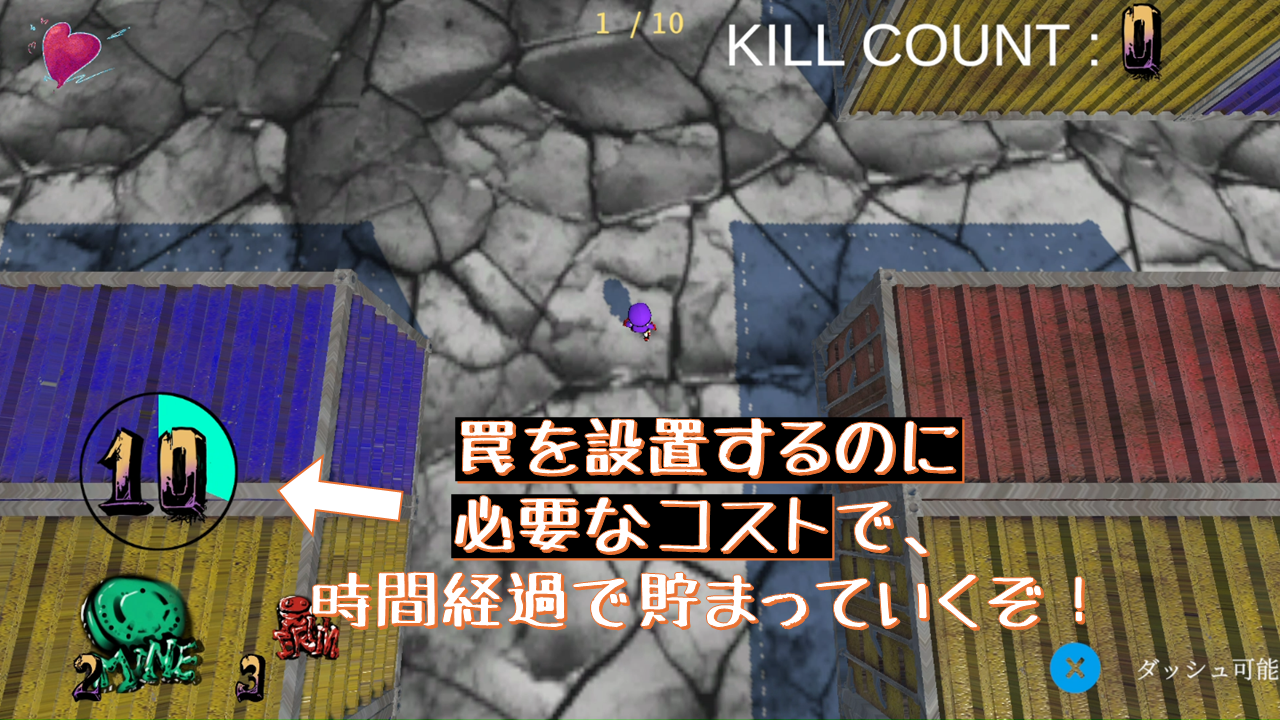 1 / 10
KILL COUNT : 0
10
罠を設置するのに
必要なコストで、
時間経過で貯まっていくぞ！
2 MINE
3
ダッシュ可能